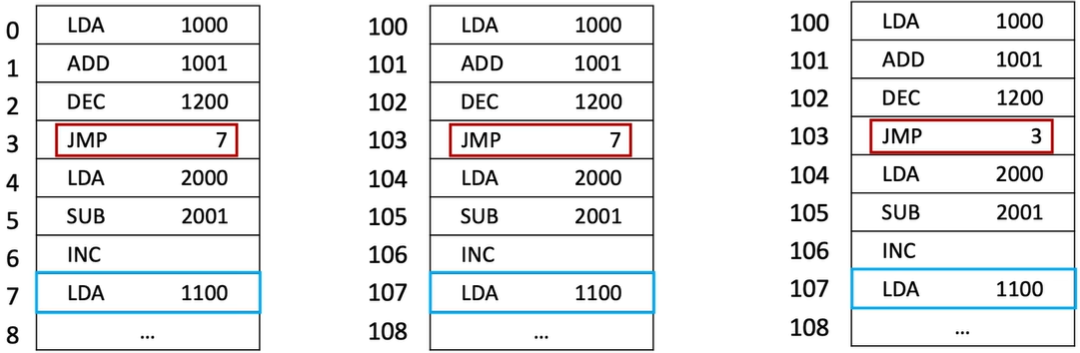 0 LDA 1000
1 ADD 1001
2 DEC 1200
3 JMP 7
4 LDA 2000
5 SUB 2001
6 INC
7 LDA 1100
8 ...
100 LDA 1000
101 ADD 1001
102 DEC 1200
103 JMP 7
104 LDA 2000
105 SUB 2001
106 INC
107 LDA 1100
108 ...
100 LDA 1000
101 ADD 1001
102 DEC 1200
103 JMP 3
104 LDA 2000
105 SUB 2001
106 INC
107 LDA 1100
108 ...